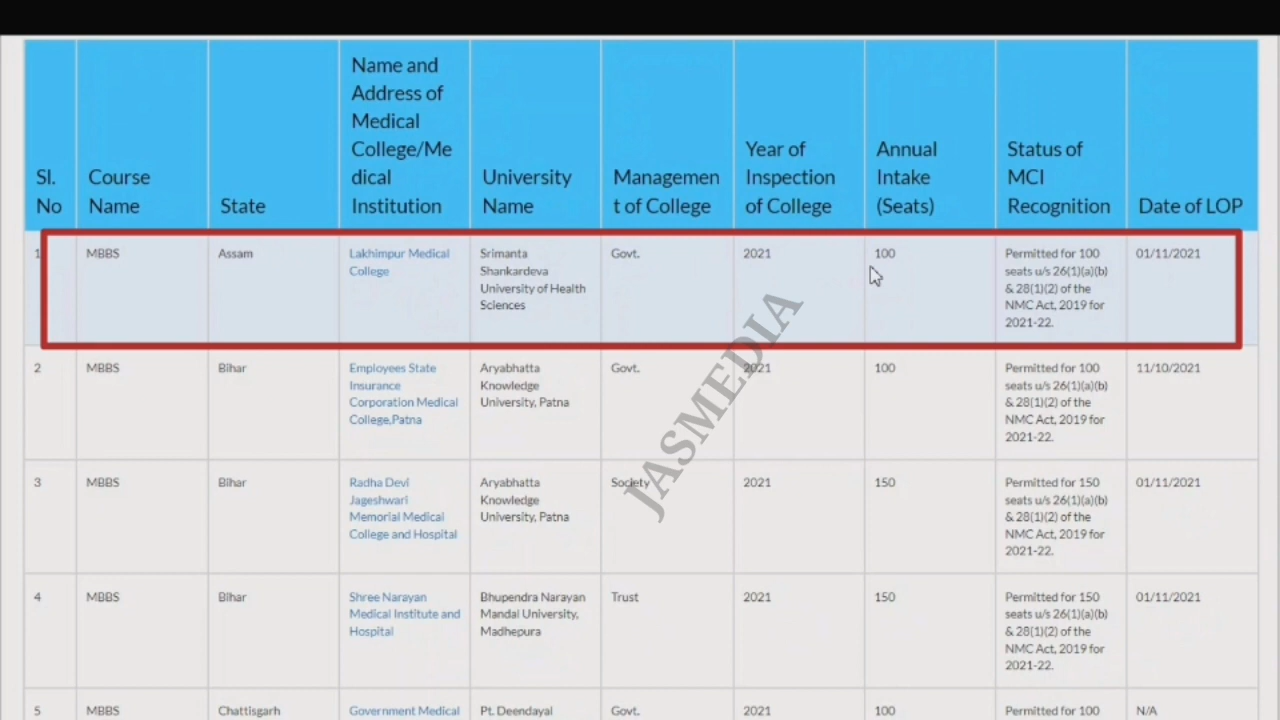 Sl. No
Course Name
State
Name and Address of Medical College/Medical Institution
University Name
Management of College
Year of Inspection of College
Annual Intake (Seats)
Status of MCI Recognition
Date of LOP
1
MBBS
Assam
Lakhimpur Medical College
Srimanta Shankardeva University of Health Sciences
Govt.
2021
100
Permitted for 100 seats u/s 26(1)(a)(b) & 28(1)(2) of the NMC Act, 2019 for 2021-22.
01/11/2021
2
MBBS
Bihar
Employees State Insurance Corporation Medical College,Patna
Aryabhatta Knowledge University, Patna
Govt.
2021
100
Permitted for 100 seats u/s 26(1)(a)(b) & 28(1)(2) of the NMC Act, 2019 for 2021-22.
11/10/2021
3
MBBS
Bihar
Radha Devi Jageshwari Memorial Medical College and Hospital
Aryabhatta Knowledge University, Patna
Society
2021
150
Permitted for 150 seats u/s 26(1)(a)(b) & 28(1)(2) of the NMC Act, 2019 for 2021-22.
01/11/2021
4
MBBS
Bihar
Shree Narayan Medical Institute and Hospital
Bhupendra Narayan Mandal University, Madhepura
Trust
2021
150
Permitted for 150 seats u/s 26(1)(a)(b) & 28(1)(2) of the NMC Act, 2019 for 2021-22.
01/11/2021
5
MBBS
Chattisgarh
Government Medical
Pt. Deendayal
Govt.
2021
100
Permitted for 100
N/A
JASMEDIA